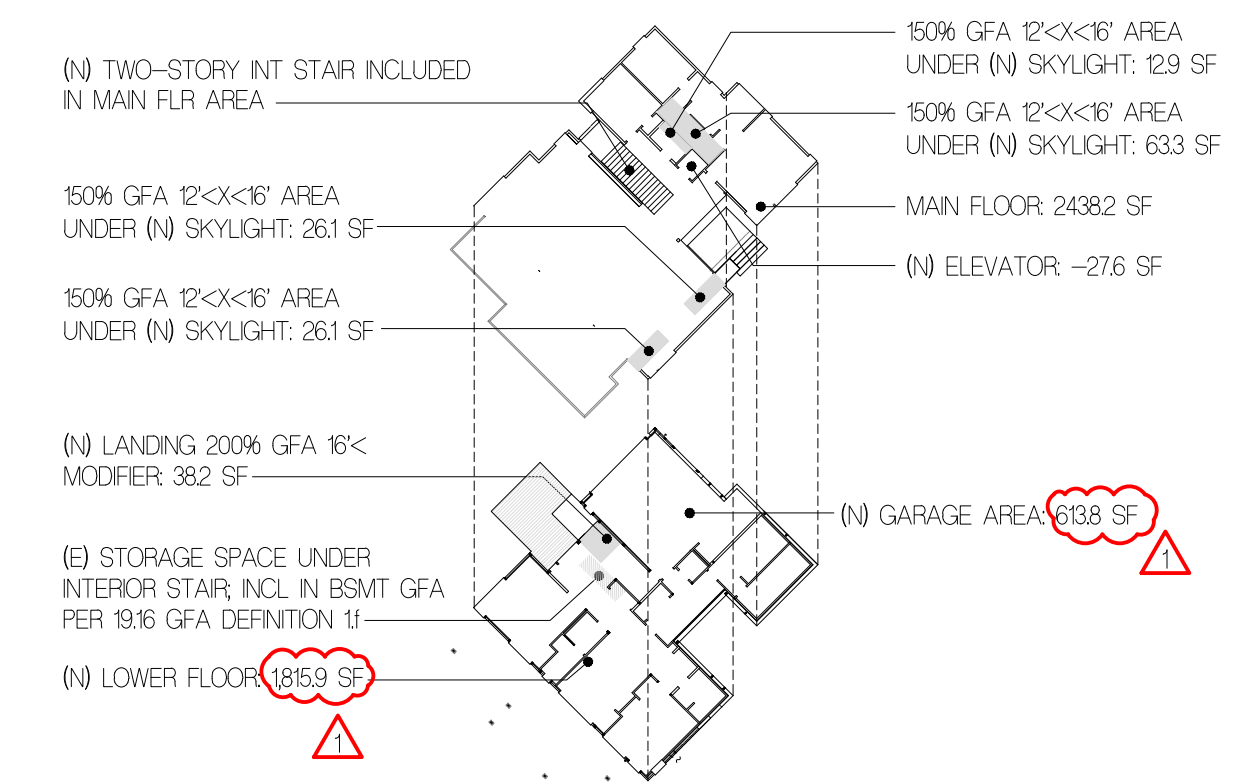 (N) TWO-STORY INT STAIR INCLUDED
IN MAIN FLR AREA
150% GFA 12'<X<16' AREA
UNDER (N) SKYLIGHT: 26.1 SF
150% GFA 12'<X<16' AREA
UNDER (N) SKYLIGHT: 26.1 SF
(N) LANDING 200% GFA 16'<
MODIFIER: 38.2 SF
(E) STORAGE SPACE UNDER
INTERIOR STAIR; INCL IN BSMT GFA
PER 19.16 GFA DEFINITION 1.f
(N) LOWER FLOOR: 1,815.9 SF
1
150% GFA 12'<X<16' AREA
UNDER (N) SKYLIGHT: 12.9 SF
150% GFA 12'<X<16' AREA
UNDER (N) SKYLIGHT: 63.3 SF
MAIN FLOOR: 2438.2 SF
(N) ELEVATOR: -27.6 SF
(N) GARAGE AREA: 613.8 SF
1